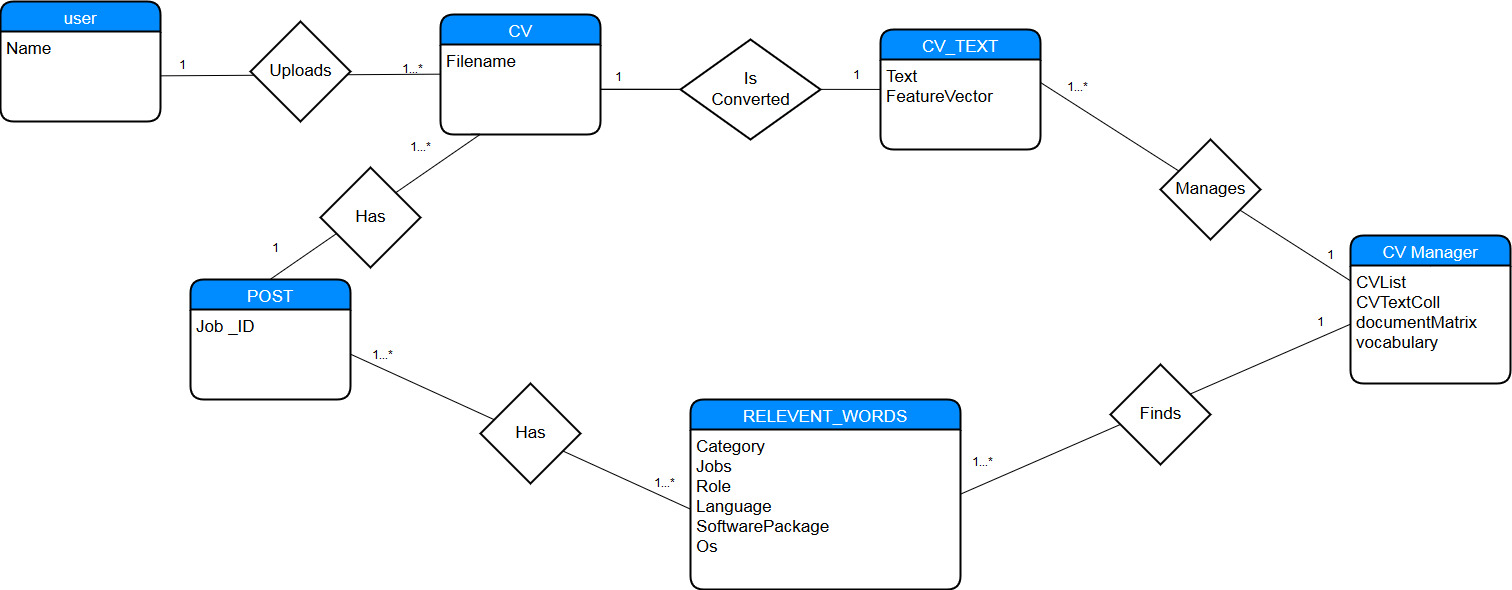 user
Name
1
Uploads
1...*
CV
Filename
1
Is
Converted
1
CV_TEXT
Text
FeatureVector
1...*
Manages
1
CV Manager
CVList
CVTextColl
documentMatrix
vocabulary
1...*
Has
1
POST
Job _ID
1...*
Has
1...*
RELEVENT_WORDS
Category
Jobs
Role
Language
SoftwarePackage
Os
1...*
Finds
1